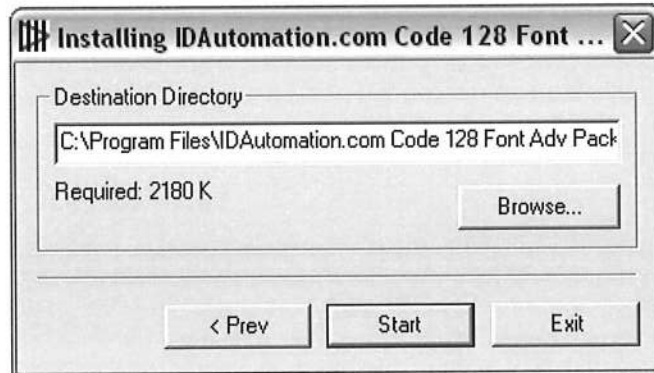 Installing IDAutomation.com Code 128 Font ...
Destination Directory
C:\Program Files\IDAutomation.com Code 128 Font Adv Pack
Required: 2180 K
Browse...
< Prev
Start
Exit